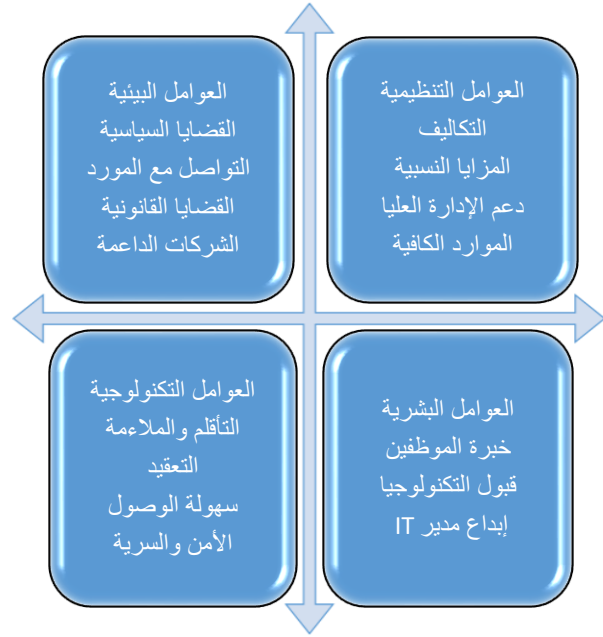 العوامل التنظيمية
التكاليف
المزايا النسبية
دعم الإدارة العليا
الموارد الكافية
العوامل البيئية
القضايا السياسية
التواصل مع المورد
القضايا القانونية
الشركات الداعمة
العوامل البشرية
خبرة الموظفين
قبول التكنولوجيا
إبداع مدير IT
العوامل التكنولوجية
التأقلم والملاءمة
التعقيد
سهولة الوصول
الأمن والسرية